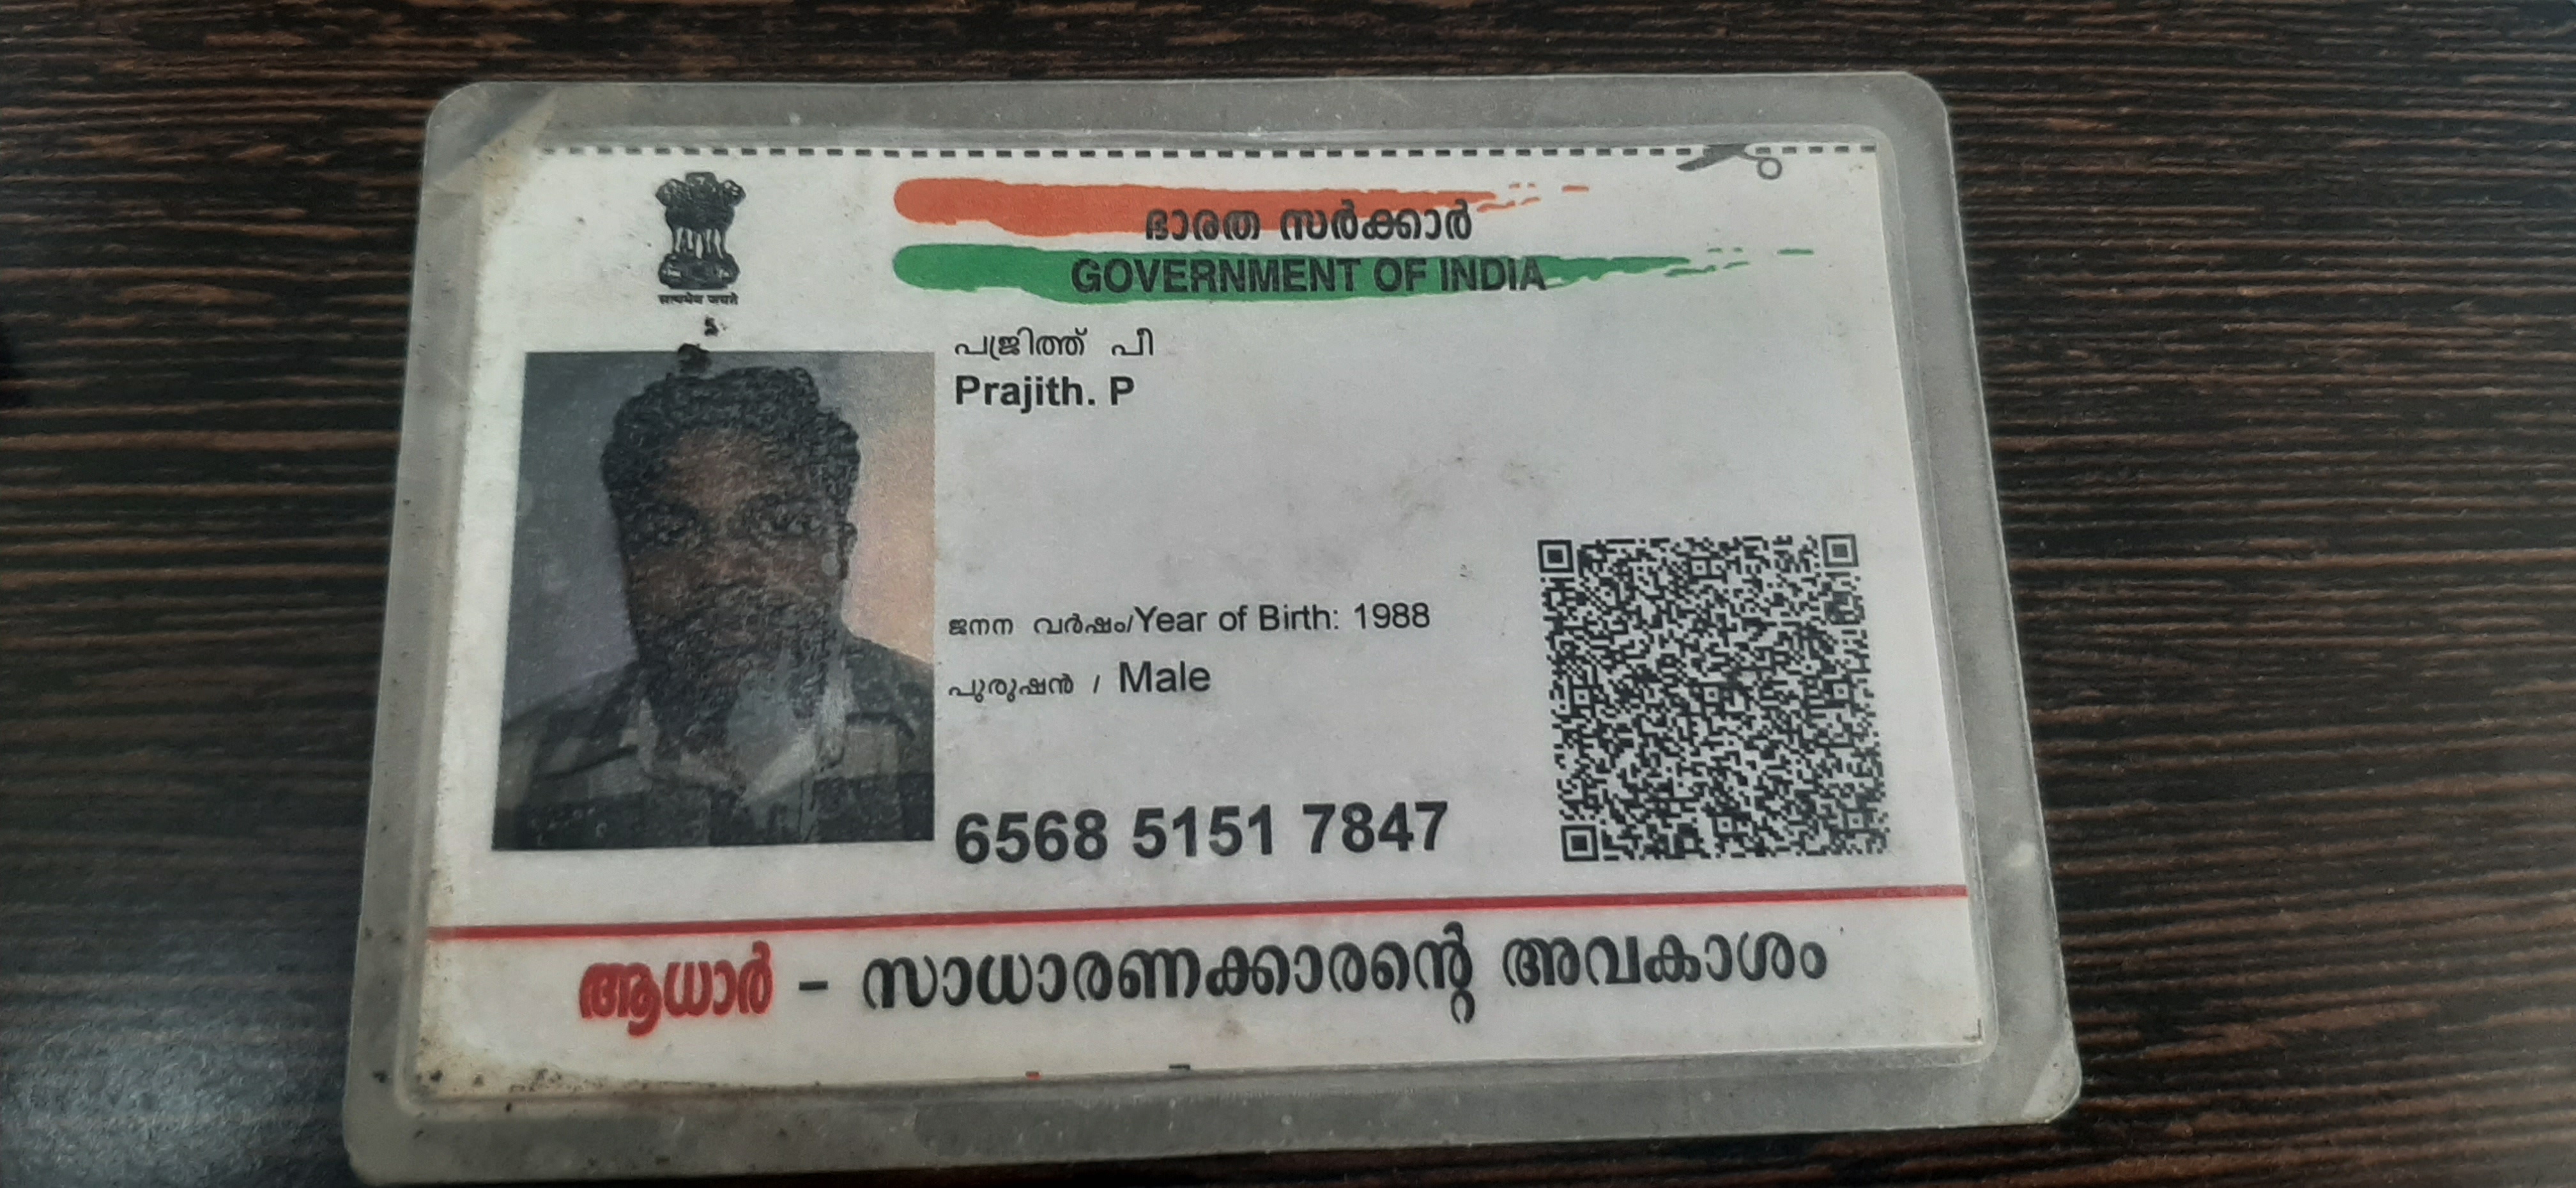 ഭാരത സർക്കാർ
GOVERNMENT OF INDIA
പ്രജിത്ത് പി
Prajith. P
ജനന വർഷം/Year of Birth: 1988
പുരുഷൻ / Male
6568 5151 7847
ആധാർ - സാധാരണക്കാരന്റെ അവകാശം